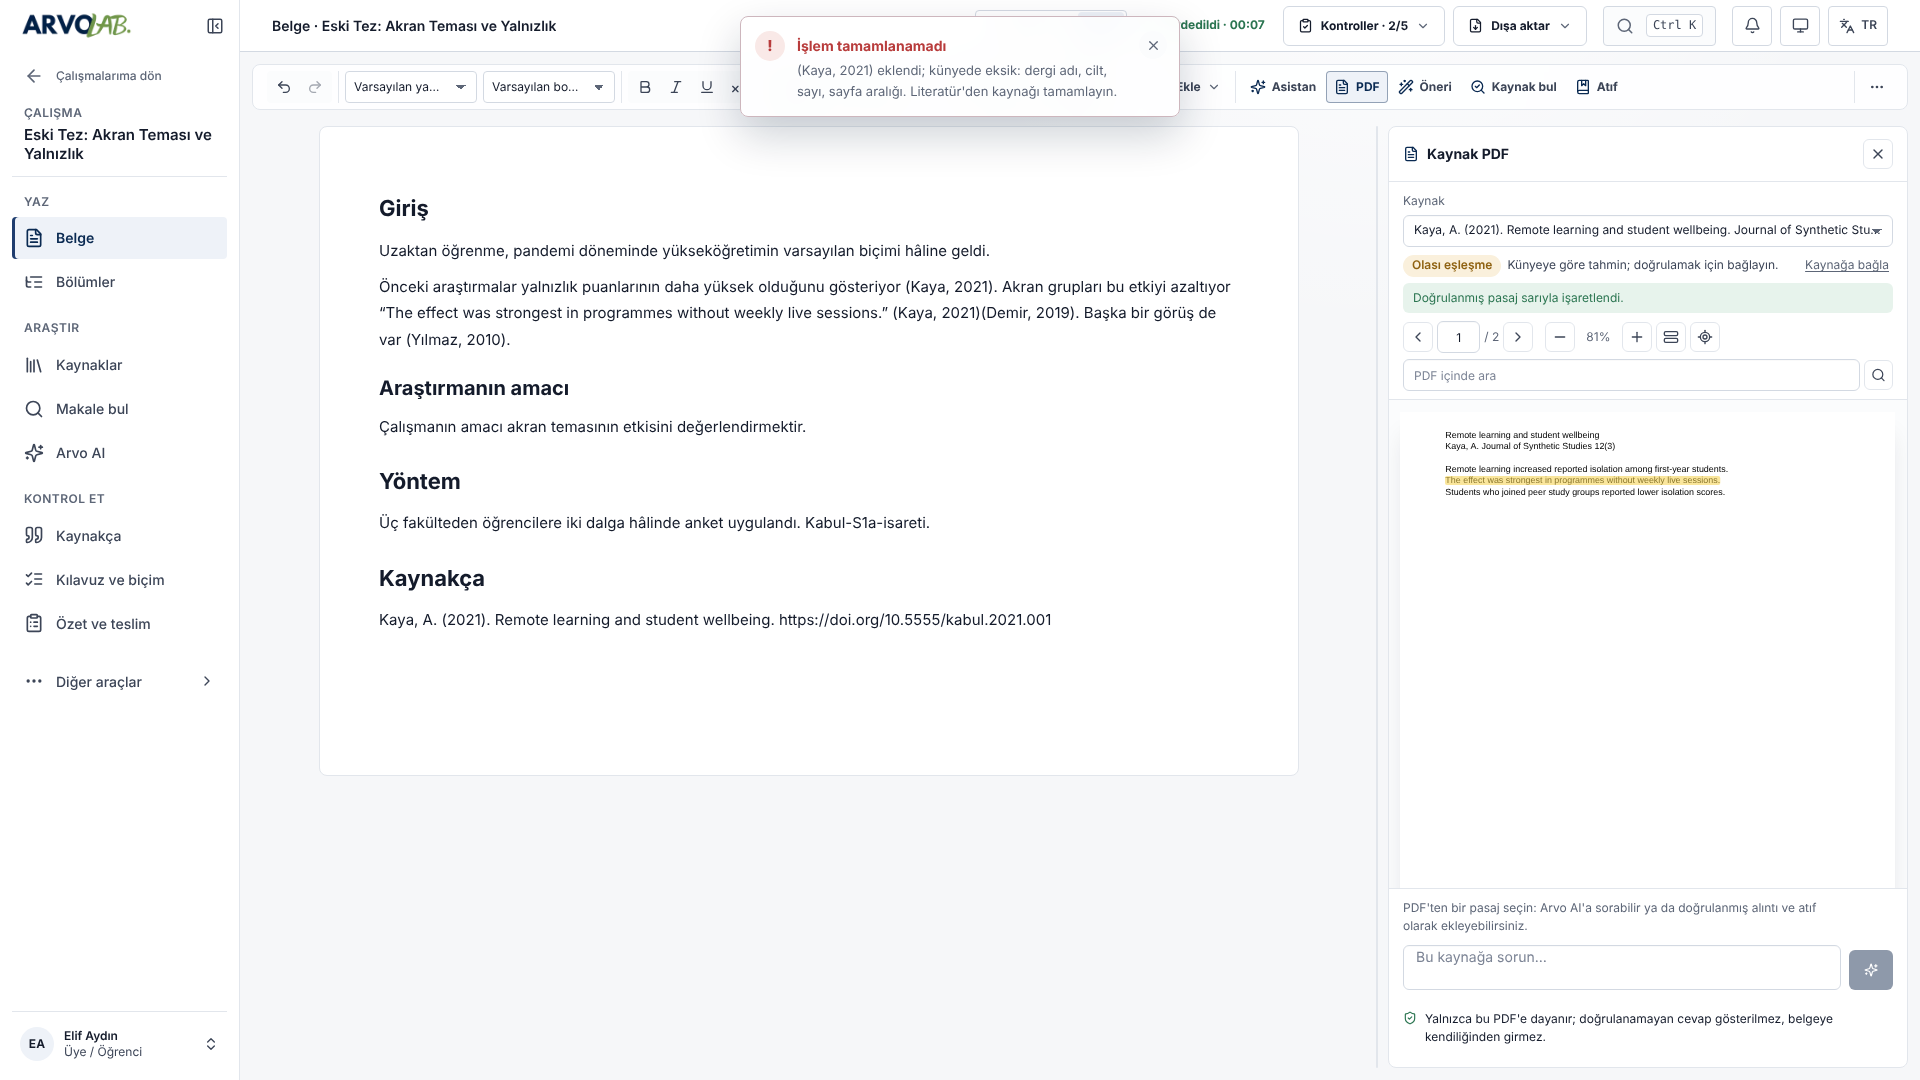 ARVOLAB.
Çalışmalarıma dön
ÇALIŞMA
Eski Tez: Akran Teması ve
Yalnızlık
YAZ
Belge
Bölümler
ARAŞTIR
Kaynaklar
Makale bul
Arvo AI
KONTROL ET
Kaynakça
Kılavuz ve biçim
Özet ve teslim
Diğer araçlar
EA
Elif Aydın
Üye / Öğrenci
Belge · Eski Tez: Akran Teması ve Yalnızlık
00:07
Kontroller · 2/5
Dışa aktar
Ctrl K
TR
!
İşlem tamamlanamadı
(Kaya, 2021) eklendi; künyede eksik: dergi adı, cilt,
sayı, sayfa aralığı. Literatür'den kaynağı tamamlayın.
Varsayılan ya...
Varsayılan bo...
B I U
Asistan
PDF
Öneri
Kaynak bul
Atıf
Giriş
Uzaktan öğrenme, pandemi döneminde yükseköğretimin varsayılan biçimi hâline geldi.
Önceki araştırmalar yalnızlık puanlarının daha yüksek olduğunu gösteriyor (Kaya, 2021). Akran grupları bu etkiyi azaltıyor
“The effect was strongest in programmes without weekly live sessions.” (Kaya, 2021)(Demir, 2019). Başka bir görüş de
var (Yılmaz, 2010).
Araştırmanın amacı
Çalışmanın amacı akran temasının etkisini değerlendirmektir.
Yöntem
Üç fakülteden öğrencilere iki dalga hâlinde anket uygulandı. Kabul-S1a-isareti.
Kaynakça
Kaya, A. (2021). Remote learning and student wellbeing. https://doi.org/10.5555/kabul.2021.001
Kaynak PDF
Kaynak
Kaya, A. (2021). Remote learning and student wellbeing. Journal of Synthetic Stu...
Olası eşleşme
Künyeye göre tahmin; doğrulamak için bağlayın.
Kaynağa bağla
Doğrulanmış pasaj sarıyla işaretlendi.
1 / 2
81%
PDF içinde ara
Remote learning and student wellbeing
Kaya, A. Journal of Synthetic Studies 12(3)
Remote learning increased reported isolation among first-year students.
The effect was strongest in programmes without weekly live sessions.
Students who joined peer study groups reported lower isolation scores.
PDF'ten bir pasaj seçin: Arvo AI'a sorabilir ya da doğrulanmış alıntı ve atıf
olarak ekleyebilirsiniz.
Bu kaynağa sorun...
Yalnızca bu PDF'e dayanır; doğrulanamayan cevap gösterilmez, belgeye
kendiliğinden girmez.